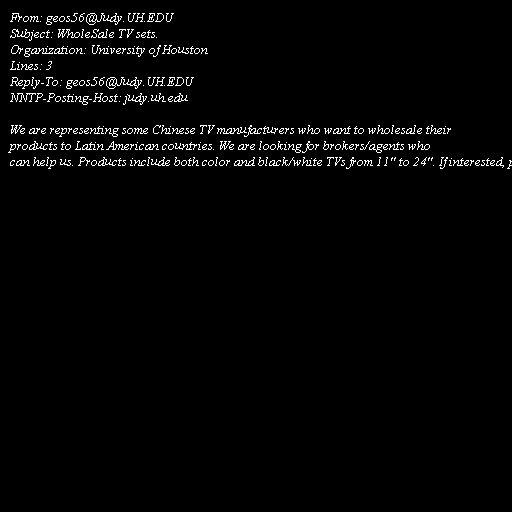 From: geos56@Judy.UH.EDU
Subject: WholeSale TV sets.
Organization: University of Houston
Lines: 3
Reply-To: geos56@Judy.UH.EDU
NNTP-Posting-Host: judy.uh.edu

We are representing some Chinese TV manufacturers who want to wholesale their
products to Latin American countries. We are looking for brokers/agents who
can help us. Products include both color and black/white TVs from 11" to 24". If interested,